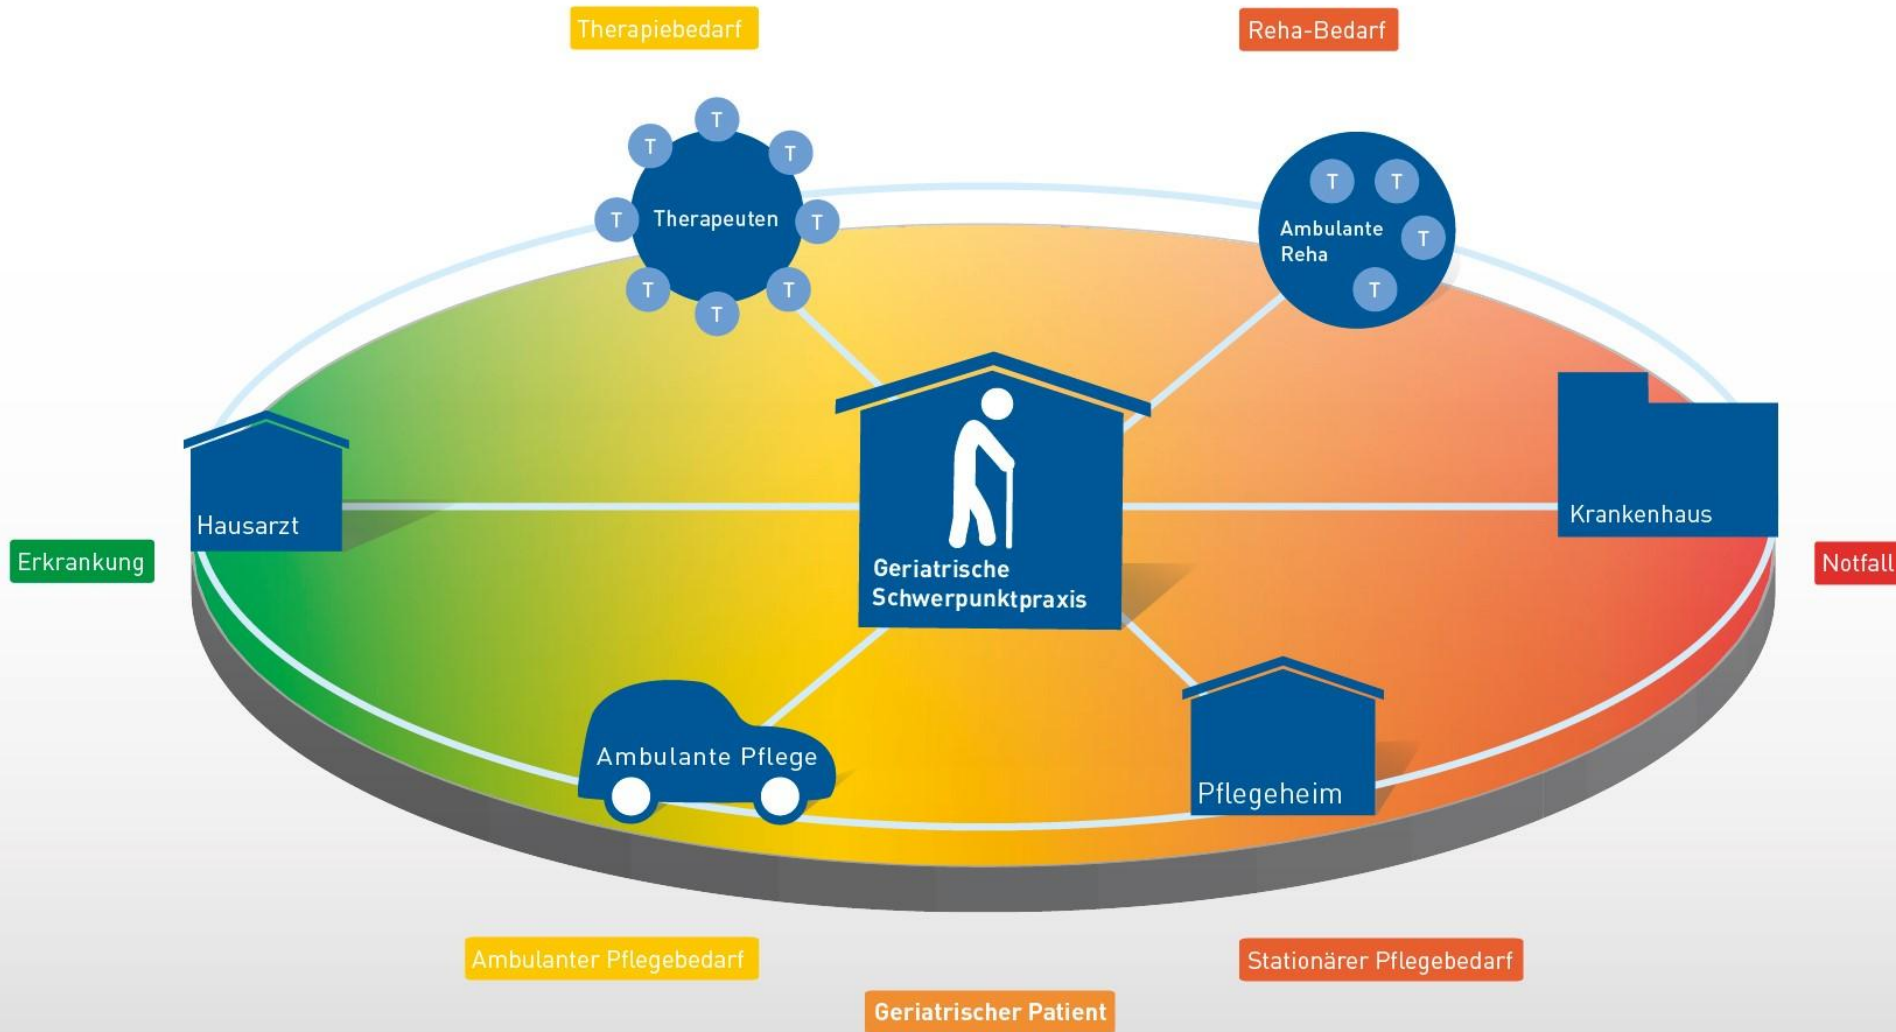 Therapiebedarf
Reha-Bedarf
T
T
T
T
Therapeuten
T
T
T
T
T
T
Ambulante
Reha
T
T
Hausarzt
Krankenhaus
Erkrankung
Notfall
Geriatrische
Schwerpunktpraxis
Ambulante Pflege
Pflegeheim
Ambulanter Pflegebedarf
Stationärer Pflegebedarf
Geriatrischer Patient